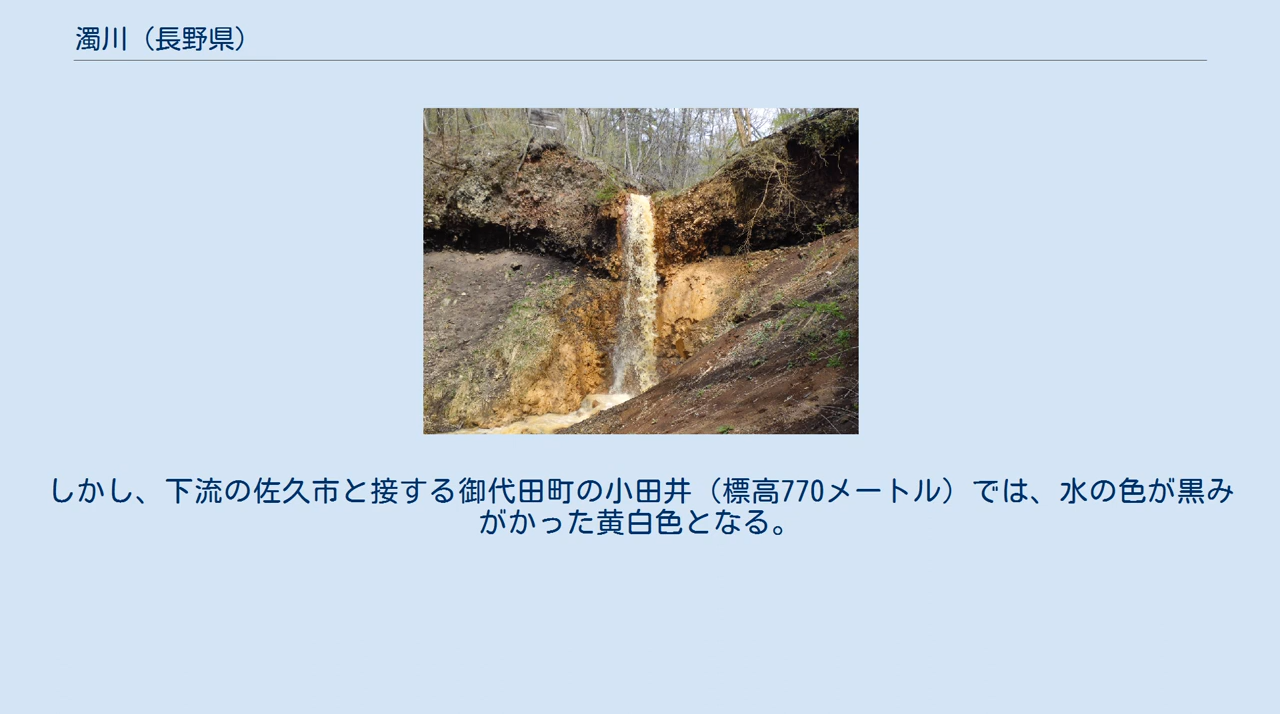 濁川（長野県）
しかし、下流の佐久市と接する御代田町の小田井（標高770メートル）では、水の色が黒み
がかった黄白色となる。